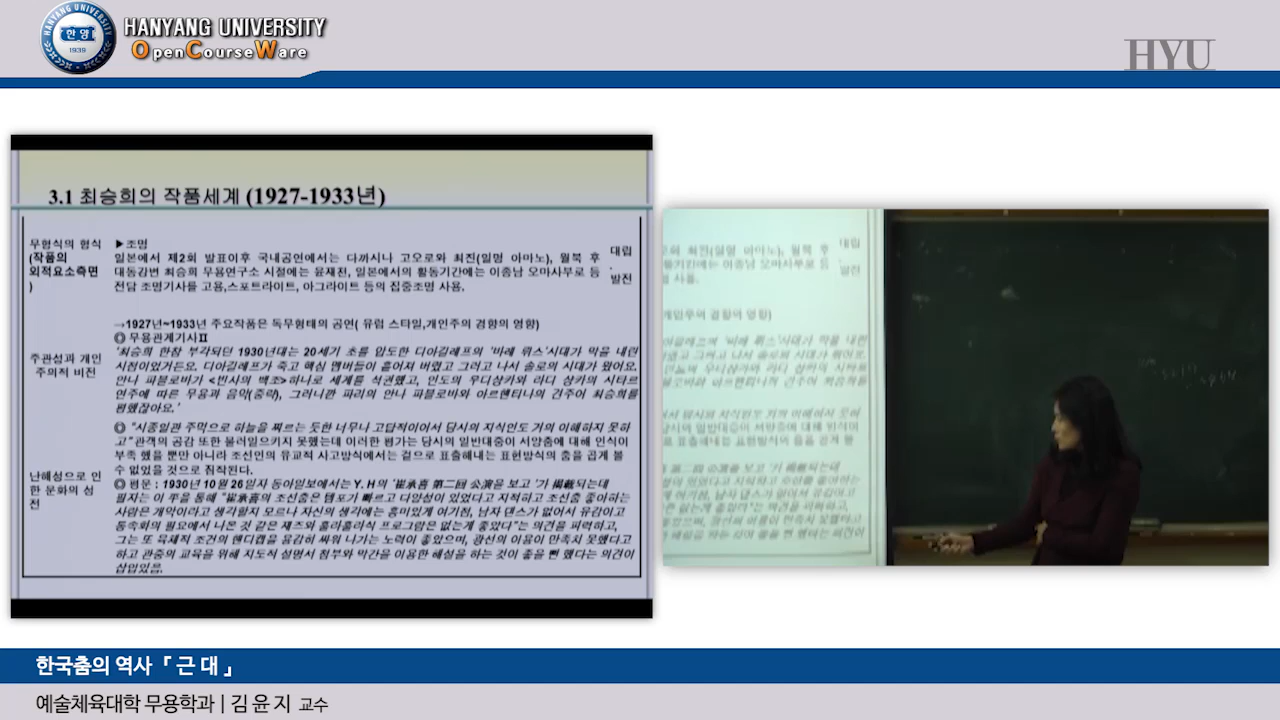 HANYANG UNIVERSITY
OpenCourseWare
한양
1939
HYU
3.1 최승희의 작품세계 (1927-1933년)
무형식의 형식
(작품의
외적요소측면
)
▶조명
일본에서 제2회 발표이후 국내공연에서는 다까시나 고오로와 최진(일명 아마노), 월북 후
대동강변 최승희 무용연구소 시절에는 윤재전, 일본에서의 활동기간에는 이종남 오마사부로 등
전담 조명기사를 고용,스포트라이트, 아그라이트 등의 집중조명 사용.
대립
발전
주관성과 개인
주의적 비전
→1927년~1933년 주요작품은 독무형태의 공연( 유럽 스타일,개인주의 경향의 영향)
◎ 무용관계기사Ⅱ
'최승희 한참 부각되던 1930년대는 20세기 초를 압도한 디아길레프의 '바레 뤼스'시대가 막을 내린
시점이었거든요. 디아길레프가 죽고 핵심 멤버들이 흩어져 버렸고 그러고 나서 솔로의 시대가 왔어요.
안나 파블로바가 <빈사의 백조>하나로 세계를 석권했고, 인도의 우디샹카와 라디 샹카의 시타르
연주에 따른 무용과 음악(중략), 그러니깐 파리의 안나 파블로바와 아르헨티나의 견주어 최승희를
평했잖아요.'
난해성으로 인
한 문화의 성
전
◎ "시종일관 주먹으로 하늘을 찌르는 듯한 너무나 고답적이어서 당시의 지식인도 거의 이해하지 못하
고" 관객의 공감 또한 불러일으키지 못했는데 이러한 평가는 당시의 일반대중이 서양춤에 대해 인식이
부족 했을 뿐만 아니라 조선인의 유교적 사고방식에서는 겉으로 표출해내는 표현방식의 춤을 곱게 볼
수 없었을 것으로 짐작된다.
◎ 평문 : 1930년 10월 26일자 동아일보에서는 Y. H의 '崔承喜 第二回 公演을 보고 '가 揭載되는데
필자는 이 쭈을 통해 "崔承喜의 조선춤은 템포가 빠르고 다양성이 있었다고 지적하고 조선춤 좋아하는
사람은 개악이라고 생각할지 모르나 자신의 생각에는 흥미있게 여기점, 남자 댄스가 없어서 유감이고
통속화의 필요에서 나온 것 같은 재즈와 훌라훌라식 프로그람은 없는게 좋았다"는 의견을 피력하고,
그는 또 육체적 조건의 핸디캡을 용감히 싸워 나가는 노력이 좋았으며, 광선의 이용이 만족치 못했다고
하고 관중의 교육을 위해 지도적 설명서 첨부와 막간을 이용한 해설을 하는 것이 좋을 뻔 했다는 의견이
삽입있음.
한국춤의 역사 「근 대」
예술체육대학 무용학과 | 김 윤 지 교수